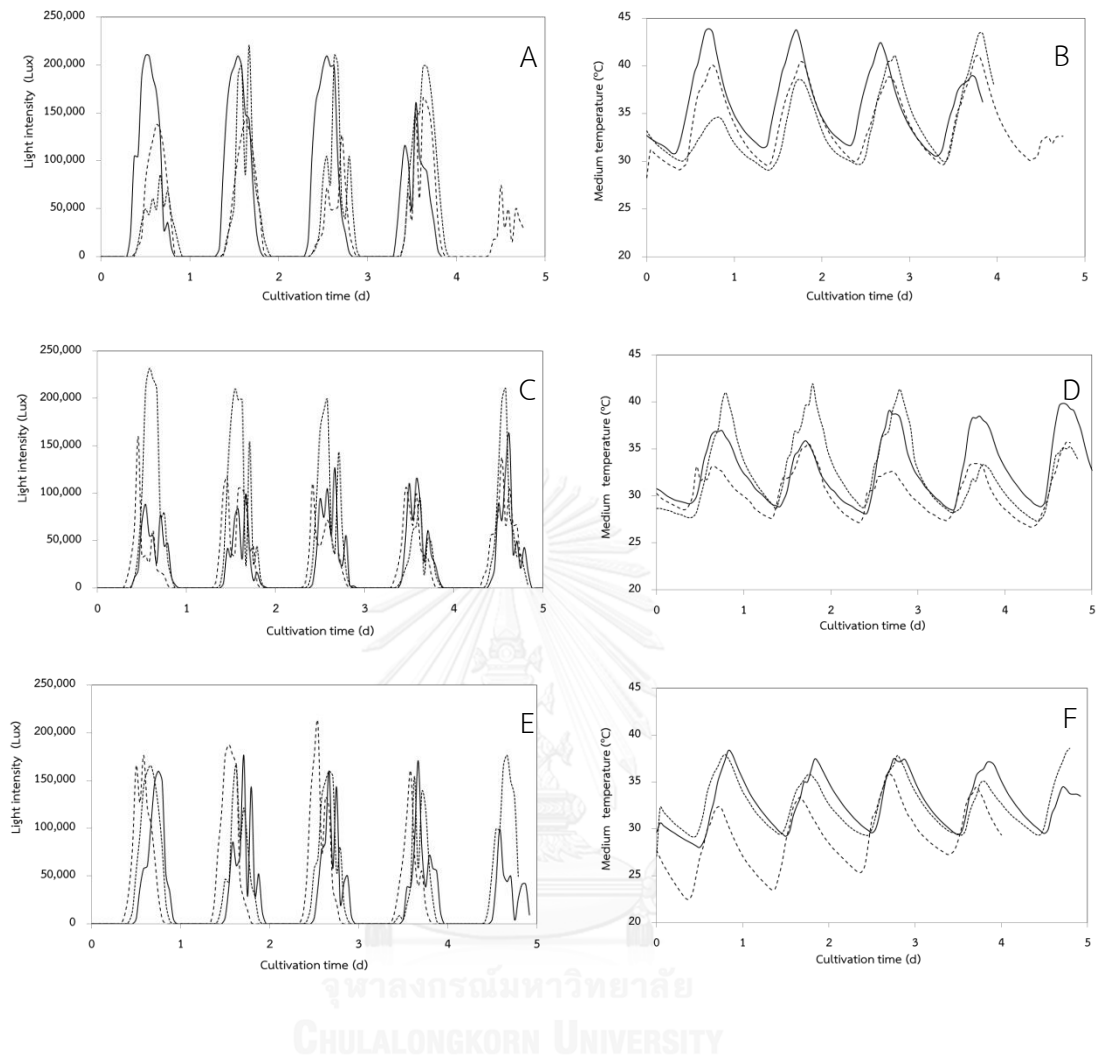 250,000
200,000
150,000
100,000
50,000
0
0 1 2 3 4 5
Light intensity (Lux)
Cultivation time (d)
A
45
40
35
30
25
20
0 1 2 3 4 5
Medium temperature (°C)
Cultivation time (d)
B
250,000
200,000
150,000
100,000
50,000
0
0 1 2 3 4 5
Light intensity (Lux)
Cultivation time (d)
C
45
40
35
30
25
20
0 1 2 3 4 5
Medium temperature (°C)
Cultivation time (d)
D
250,000
200,000
150,000
100,000
50,000
0
0 1 2 3 4 5
Light intensity (Lux)
Cultivation time (d)
E
45
40
35
30
25
20
0 1 2 3 4 5
Medium temperature (°C)
Cultivation time (d)
F
จุฬาลงกรณ์มหาวิทยาลัย
CHULALONGKORN UNIVERSITY